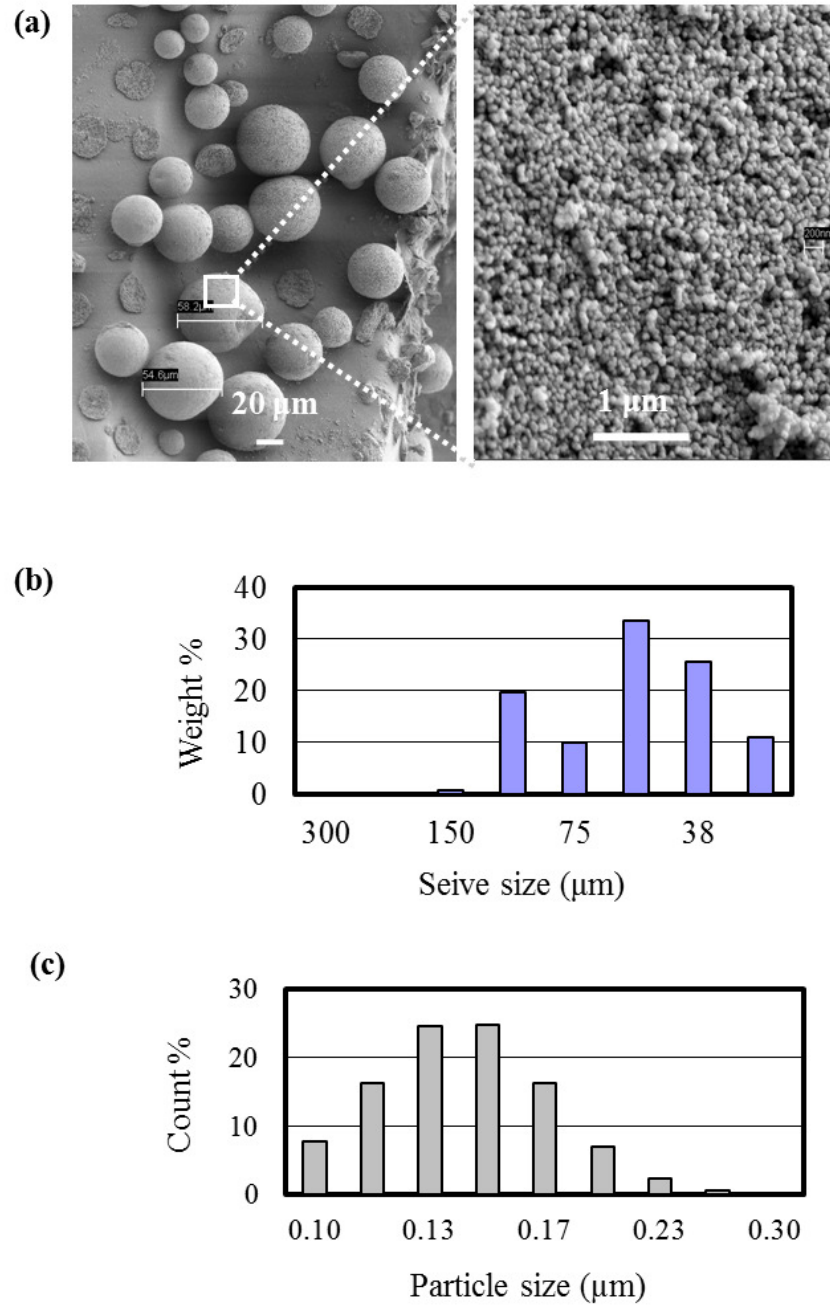 (a)
58.2µm
54.6µm
20 µm
200nm
1 µm
(b)
40
30
20
10
0
Weight %
300 150 75 38
Seive size (µm)
(c)
30
20
10
0
Count%
0.10 0.13 0.17 0.23 0.30
Particle size (µm)